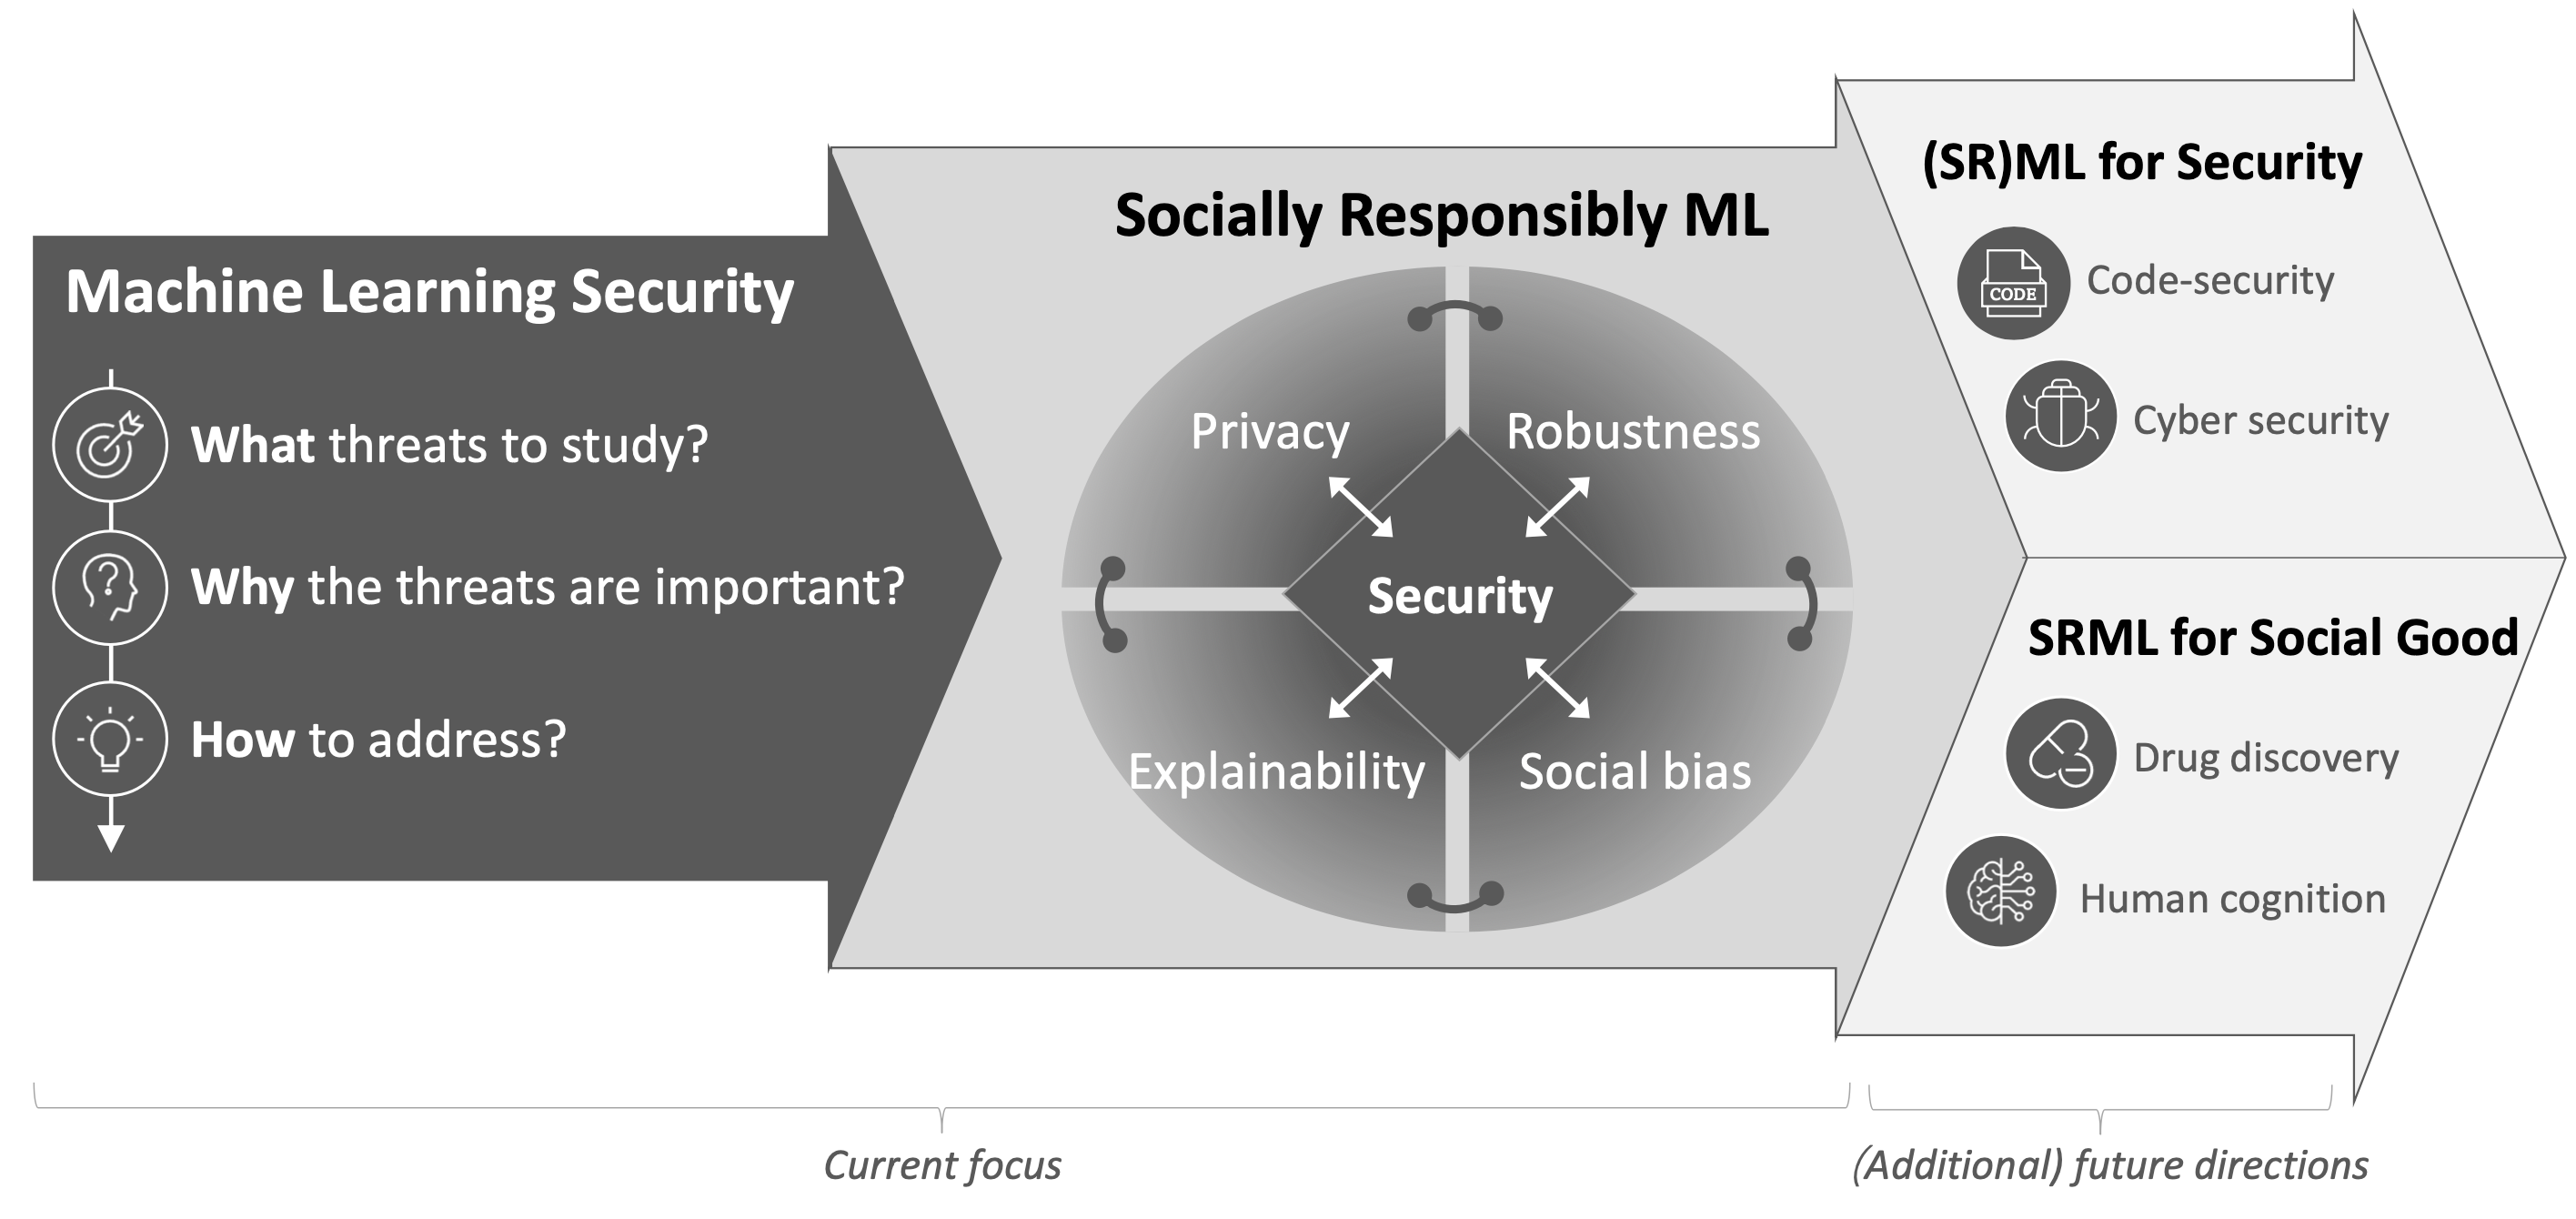 Machine Learning Security
What threats to study?
Why the threats are important?
How to address?
Socially Responsibly ML
Privacy
Robustness
Security
Explainability
Social bias
(SR)ML for Security
CODE
Code-security
Cyber security
SRML for Social Good
Drug discovery
Human cognition
Current focus
(Additional) future directions